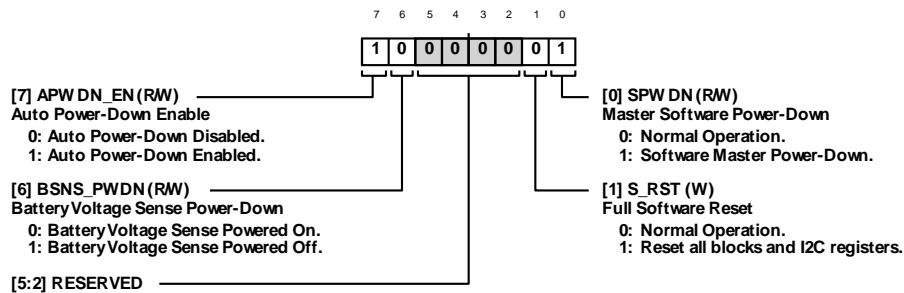 7 6 5 4 3 2 1 0
1 0 0 0 0 0 0 1
[7] APWDN_EN (R/W)
Auto Power-Down Enable
0: Auto Power-Down Disabled.
1: Auto Power-Down Enabled.
[6] BSNS_PWDN (R/W)
Battery Voltage Sense Power-Down
0: Battery Voltage Sense Powered On.
1: Battery Voltage Sense Powered Off.
[5:2] RESERVED
[0] SPWDN (R/W)
Master Software Power-Down
0: Normal Operation.
1: Software Master Power-Down.
[1] S_RST (W)
Full Software Reset
0: Normal Operation.
1: Reset all blocks and I2C registers.